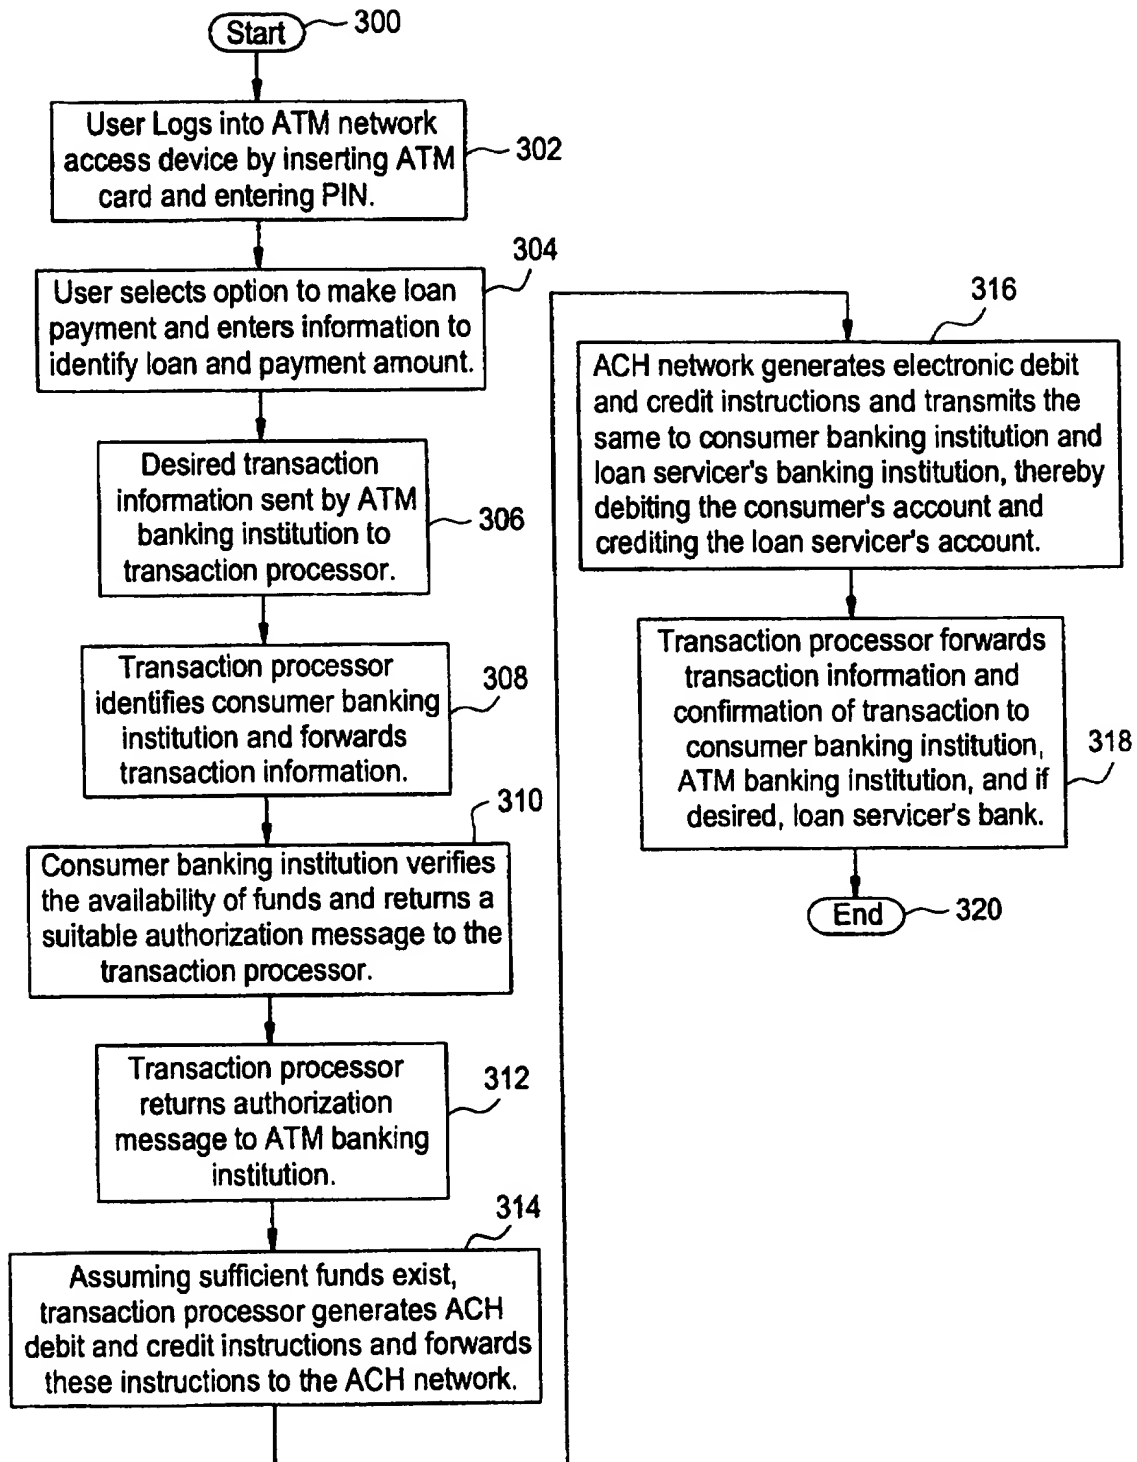 Start
300
User Logs into ATM network
access device by inserting ATM
card and entering PIN.
302
304
User selects option to make loan
payment and enters information to
identify loan and payment amount.
Desired transaction
information sent by ATM
banking institution to
transaction processor.
306
Transaction processor
identifies consumer banking
institution and forwards
transaction information.
308
310
Consumer banking institution verifies
the availability of funds and returns a
suitable authorization message to the
transaction processor.
Transaction processor
returns authorization
message to ATM banking
institution.
312
314
Assuming sufficient funds exist,
transaction processor generates ACH
debit and credit instructions and forwards
these instructions to the ACH network.
316
ACH network generates electronic debit
and credit instructions and transmits the
same to consumer banking institution and
loan servicer's banking institution, thereby
debiting the consumer's account and
crediting the loan servicer's account.
Transaction processor forwards
transaction information and
confirmation of transaction to
consumer banking institution,
ATM banking institution, and if
desired, loan servicer's bank.
318
End
320